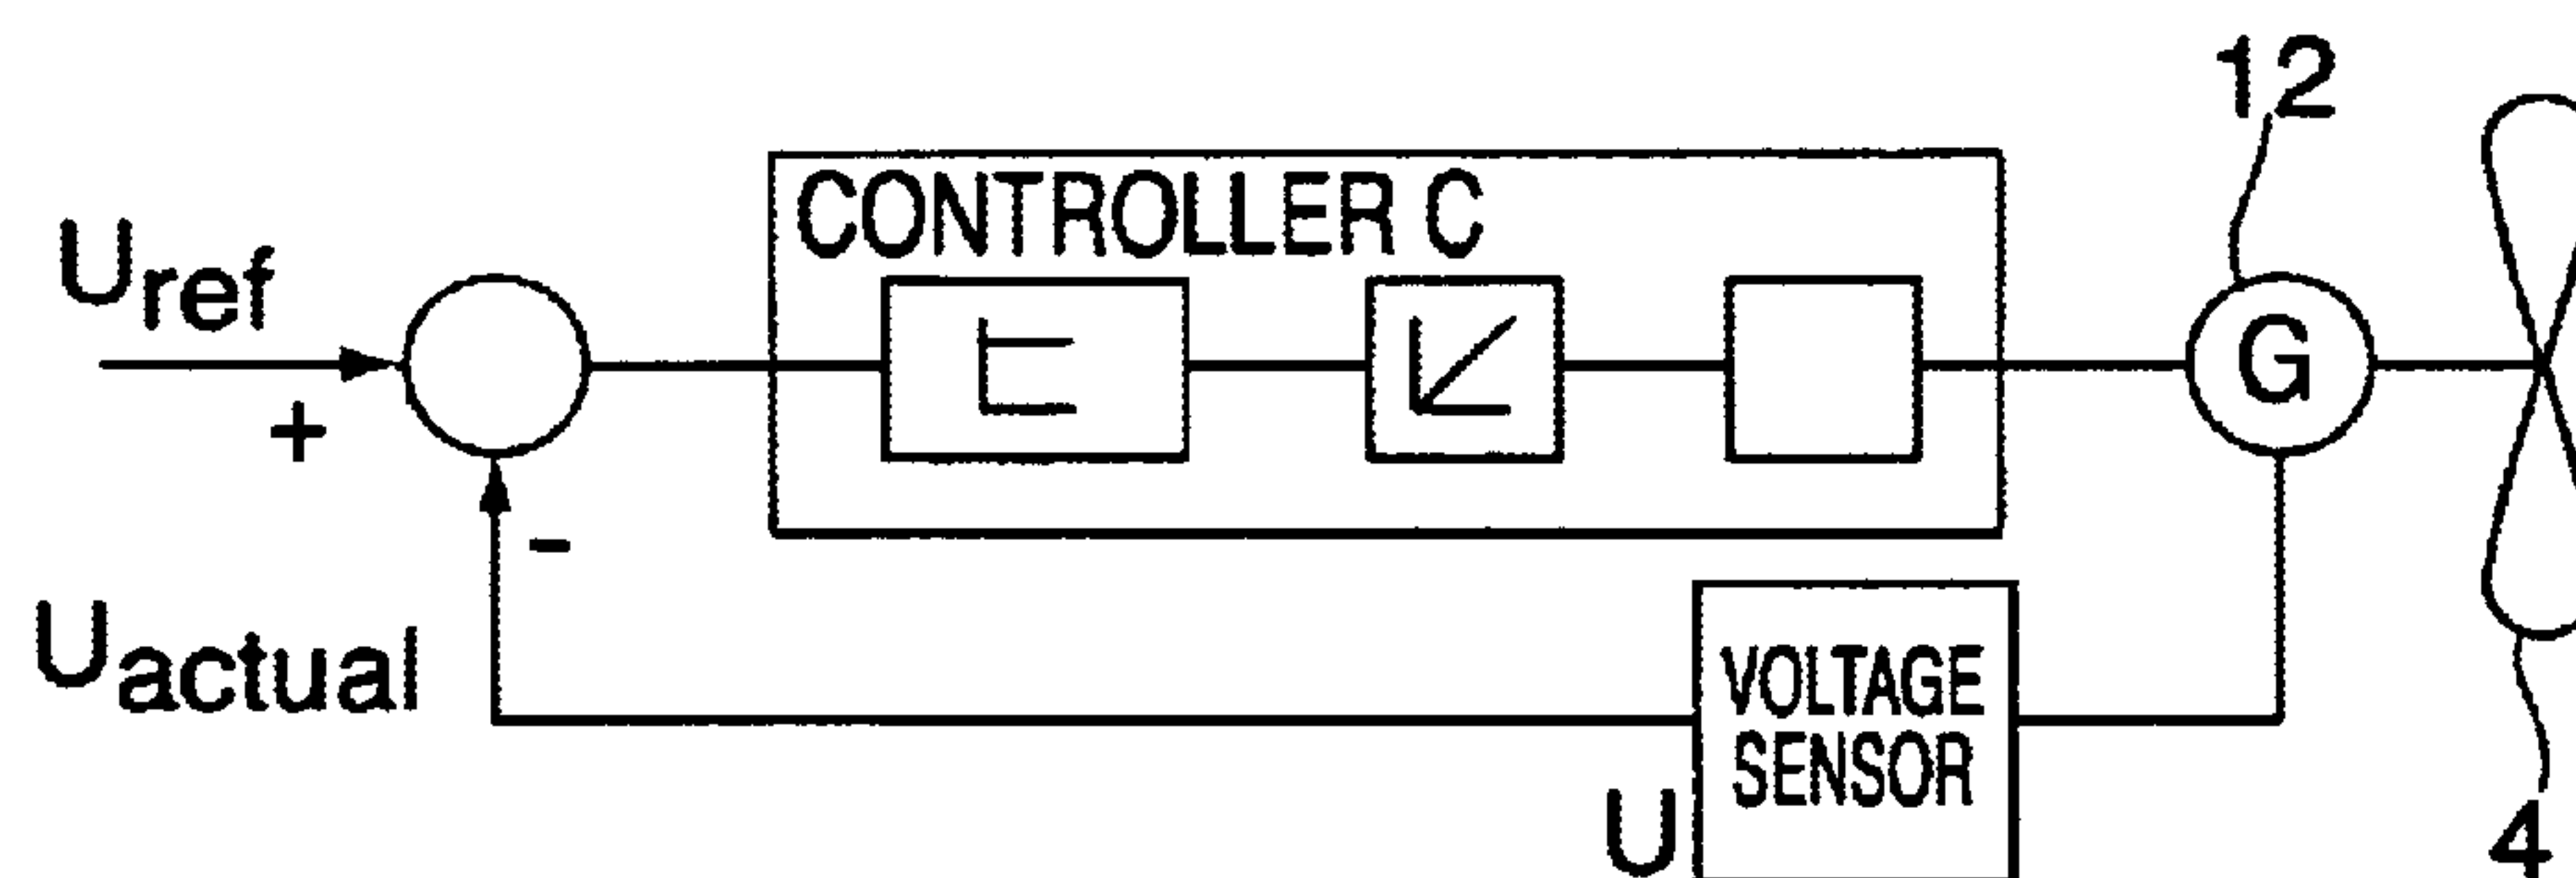 12
CONTROLLER C
Uref
+
G
-
Uactual
VOLTAGE
SENSOR
U
4